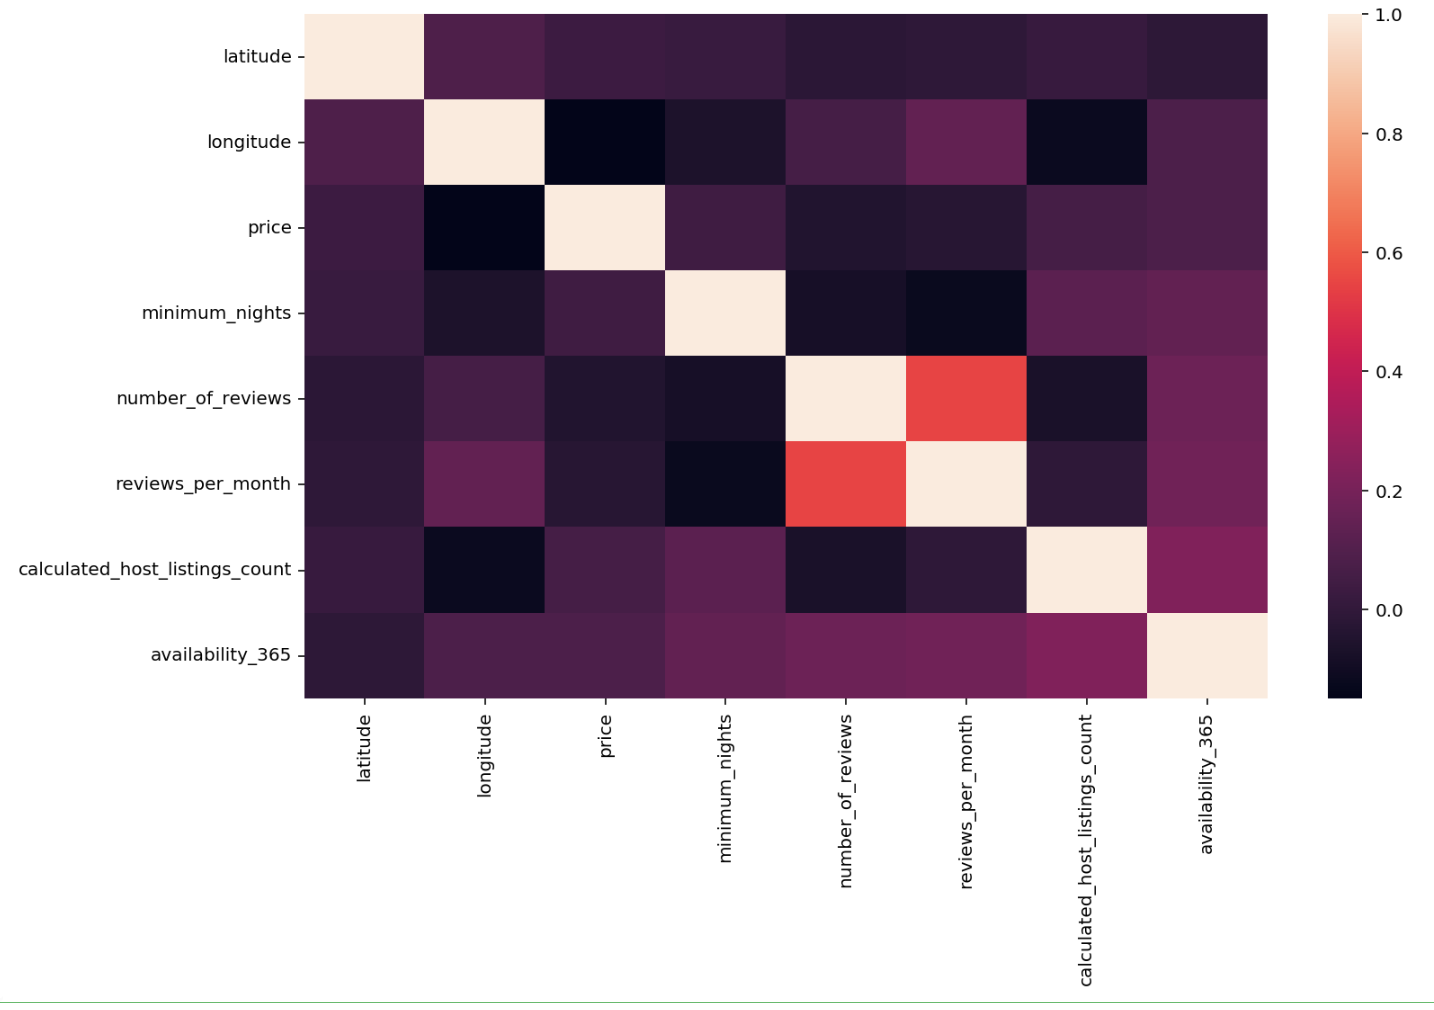 latitude
longitude
price
minimum_nights
number_of_reviews
reviews_per_month
calculated_host_listings_count
availability_365
latitude
longitude
price
minimum_nights
number_of_reviews
reviews_per_month
calculated_host_listings_count
availability_365
1.0
0.8
0.6
0.4
0.2
0.0